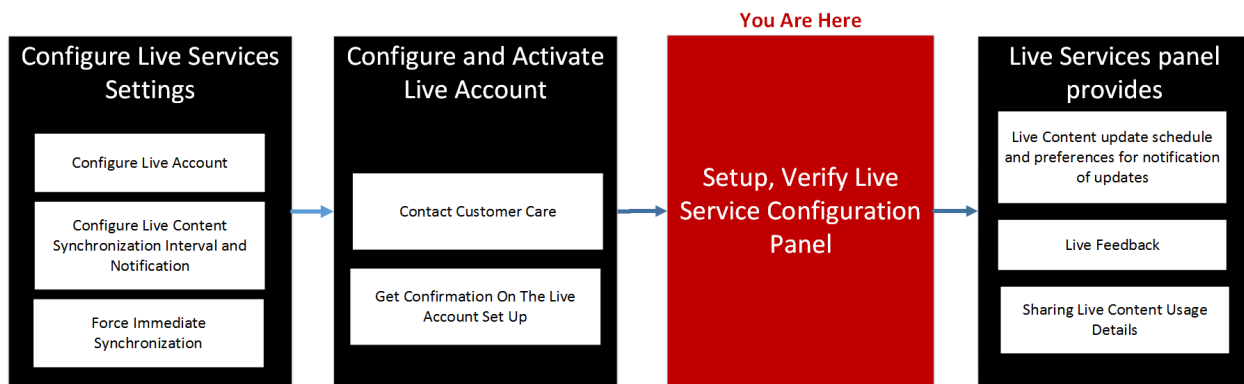 You Are Here
Configure Live Services
Settings
Configure Live Account
Configure Live Content
Synchronization Interval and
Notification
Force Immediate
Synchronization
Configure and Activate
Live Account
Contact Customer Care
Get Confirmation On The Live
Account Set Up
Setup, Verify Live
Service Configuration
Panel
Live Services panel
provides
Live Content update schedule
and preferences for notification
of updates
Live Feedback
Sharing Live Content Usage
Details